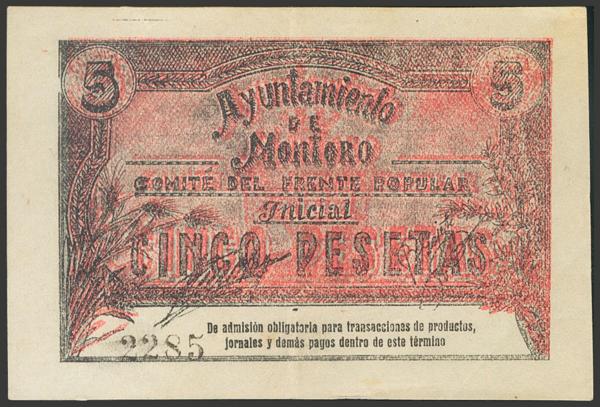 5 5
Ayuntamiento
DE
Montoro
COMITÉ DEL FRENTE POPULAR
Inicial
CINCO PESETAS
De admisión obligatoria para transacciones de productos,
jornales y demás pagos dentro de este término
2285